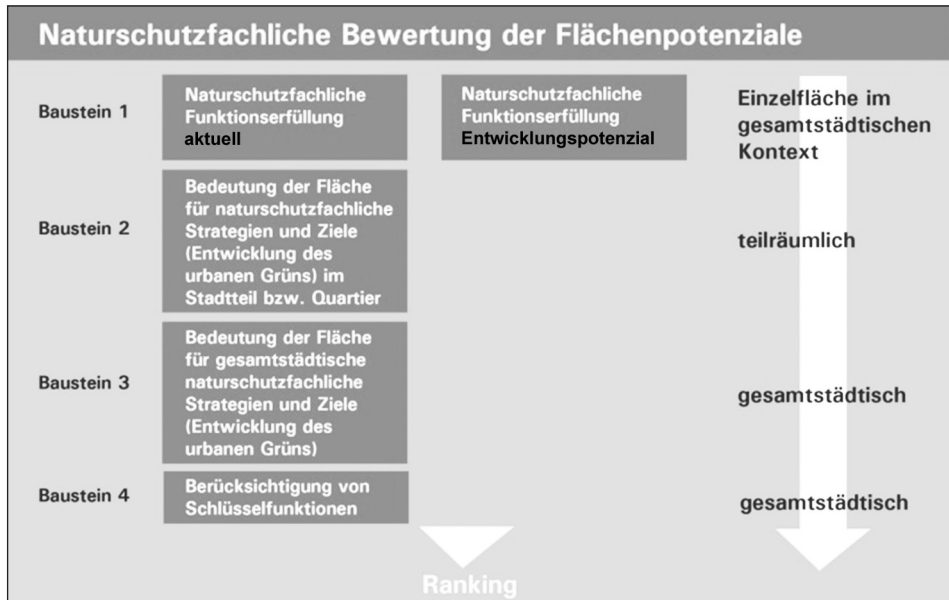 Naturschutzfachliche Bewertung der Flächenpotenziale
Baustein 1
Naturschutzfachliche
Funktionserfüllung
aktuell
Naturschutzfachliche
Funktionserfüllung
Entwicklungspotenzial
Einzelfläche im
gesamtstädtischen
Kontext
Baustein 2
Bedeutung der Fläche
für naturschutzfachliche
Strategien und Ziele
(Entwicklung des
urbanen Grüns) im
Stadtteil bzw. Quartier
teilräumlich
Baustein 3
Bedeutung der Fläche
für gesamtstädtische
naturschutzfachliche
Strategien und Ziele
(Entwicklung des
urbanen Grüns)
gesamtstädtisch
Baustein 4
Berücksichtigung von
Schlüsselfunktionen
gesamtstädtisch
Ranking